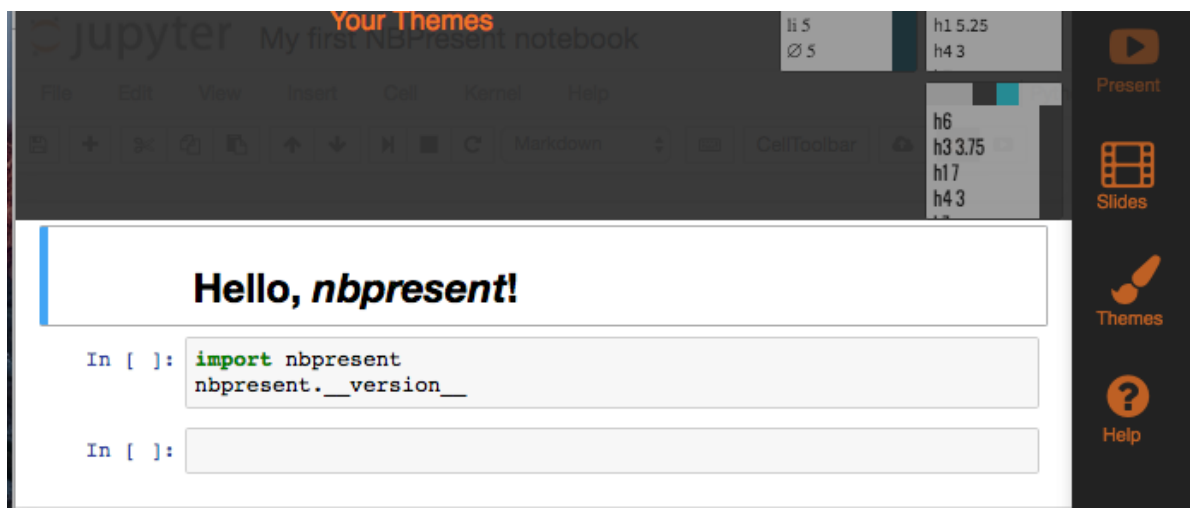 Your Themes
jupyter My first NBPresent notebook
File Edit View Insert Cell Kernel Help
Markdown CellToolbar
li 5
Ø 5
h1 5.25
h4 3
h6
h3 3.75
h1 7
h4 3
Present
Slides
Themes
Help
Hello, nbpresent!
In [ ]: import nbpresent
nbpresent.__version__
In [ ]: